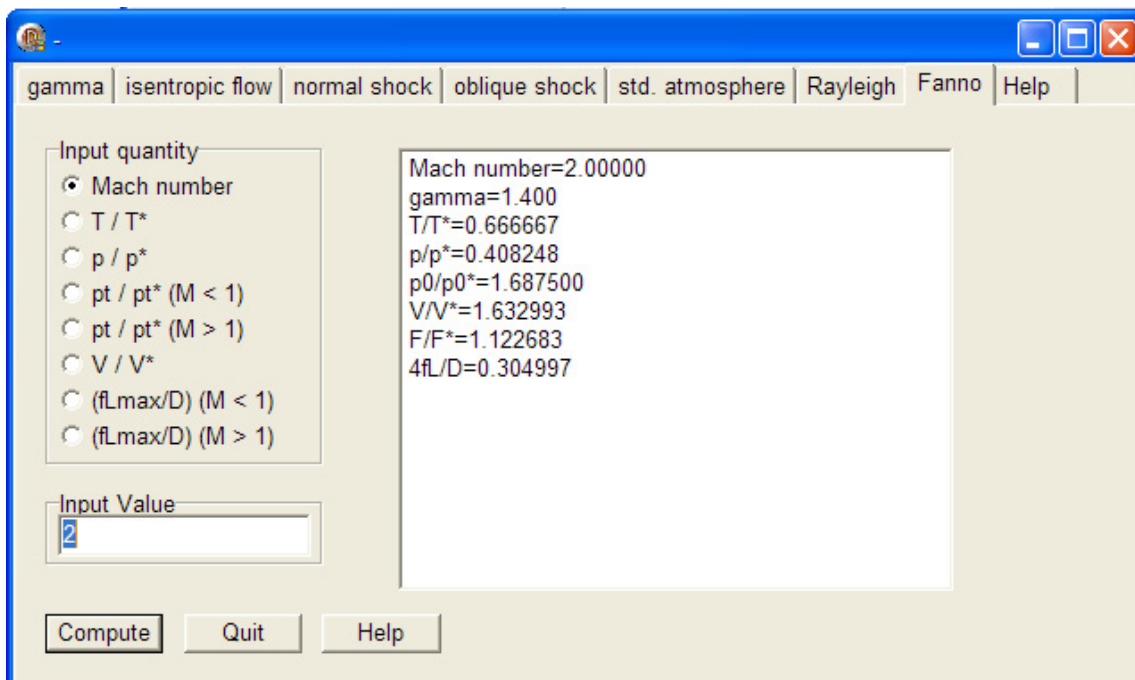 -
gamma isentropic flow normal shock oblique shock std. atmosphere Rayleigh Fanno Help
Input quantity
Mach number
T / T*
p / p*
pt / pt* (M < 1)
pt / pt* (M > 1)
V / V*
(fLmax/D) (M < 1)
(fLmax/D) (M > 1)
Input Value
2
Mach number=2.00000
gamma=1.400
T/T*=0.666667
p/p*=0.408248
p0/p0*=1.687500
V/V*=1.632993
F/F*=1.122683
4fL/D=0.304997
Compute Quit Help